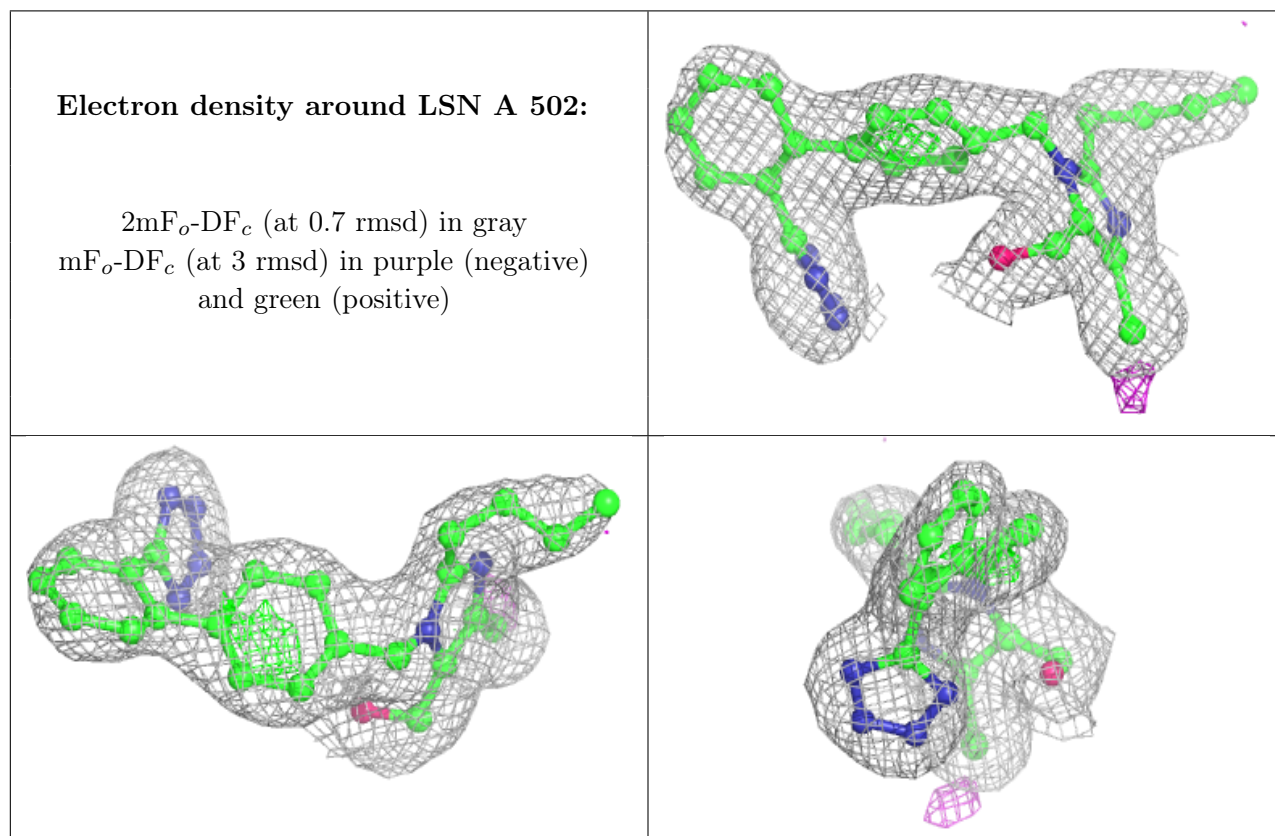 Electron density around LSN A 502:
2mFo-DFc (at 0.7 rmsd) in gray
mFo-DFc (at 3 rmsd) in purple (negative)
and green (positive)